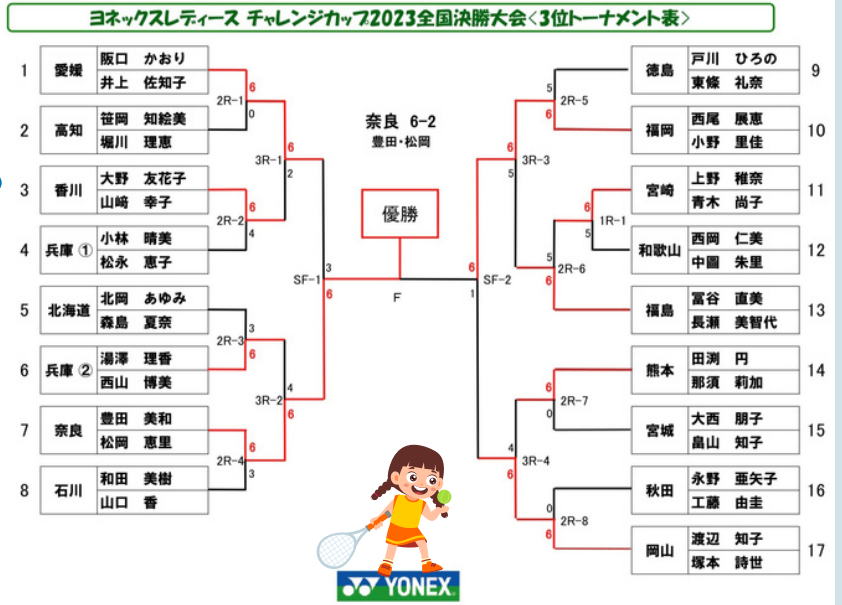 ヨネックスレディース チャレンジカップ2023全国決勝大会<3位トーナメント表>
1 愛媛 阪口 かおり
井上 佐知子
2 高知 笹岡 知絵美
堀川 理恵
3 香川 大野 友花子
山﨑 幸子
4 兵庫 ① 小林 晴美
松永 恵子
5 北海道 北岡 あゆみ
森島 夏奈
6 兵庫 ② 湯澤 理香
西山 博美
7 奈良 豊田 美和
松岡 恵里
8 石川 和田 美樹
山口 香
2R-1 6 0
2R-2 6 4
2R-3 3 6
2R-4 6 3
3R-1 6 2
3R-2 4 6
SF-1 3 6
奈良 6-2
豊田・松岡
優勝
F
SF-2 6 1
3R-3 6 5
3R-4 4 6
2R-5 5 6
2R-6 5 6
1R-1 6 5
2R-7 6 0
2R-8 0 6
徳島 戸川 ひろの 9
東條 礼奈
福岡 西尾 展恵 10
小野 里佳
宮崎 上野 稚奈 11
青木 尚子
和歌山 西岡 仁美 12
中圖 朱里
福島 冨谷 直美 13
長瀬 美智代
熊本 田渕 円 14
那須 莉加
宮城 大西 朋子 15
畠山 知子
秋田 永野 亜矢子 16
工藤 由圭
岡山 渡辺 知子 17
塚本 詩世
YONEX